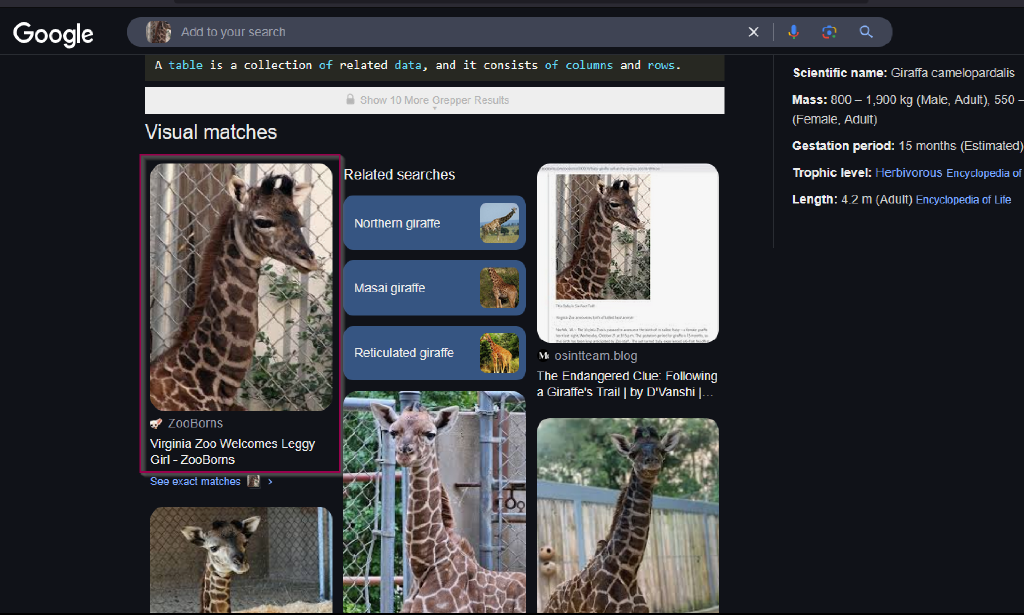 Google
Add to your search
A table is a collection of related data, and it consists of columns and rows.
Show 10 More Grepper Results
Visual matches
ZooBorns
Virginia Zoo Welcomes Leggy
Girl - ZooBorns
See exact matches
Related searches
Northern giraffe
Masai giraffe
Reticulated giraffe
osintteam.blog
The Endangered Clue: Following
a Giraffe's Trail | by D'Vanshi |...
Scientific name: Giraffa camelopardalis
Mass: 800 – 1,900 kg (Male, Adult), 550 –
(Female, Adult)
Gestation period: 15 months (Estimated)
Trophic level: Herbivorous Encyclopedia of
Length: 4.2 m (Adult) Encyclopedia of Life